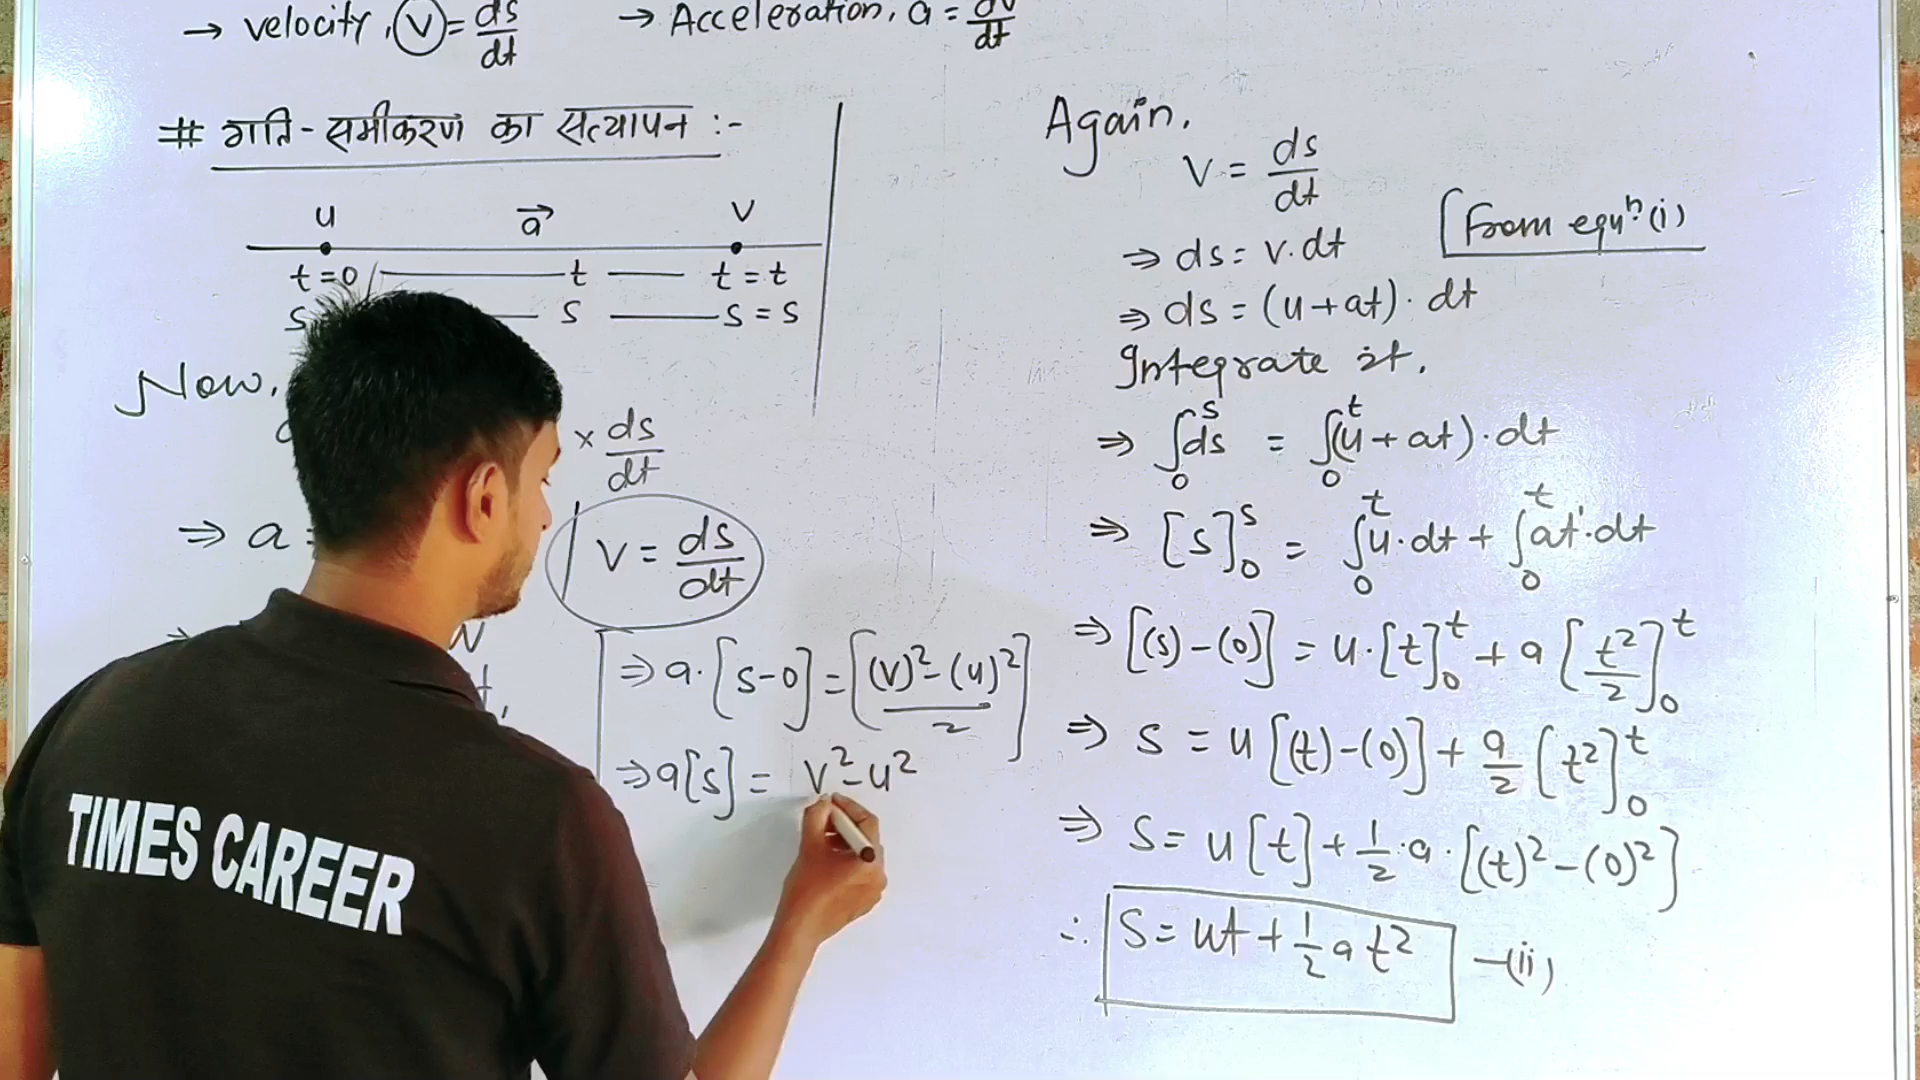 → velocity, v = ds/dt → Acceleration, a = dv/dt
# गति-समीकरण का सत्यापन :-
u a⃗ v
t=0 t t=t
S S S=S
Now,
× ds/dt
⇒ a
v = ds/dt
⇒ a·[s-0] = [(v)²-(u)²/2]
⇒ a[s] = v²-u²
Again,
v = ds/dt
⇒ ds = v·dt [From equⁿ(i)
⇒ ds = (u+at)·dt
Integrate it,
⇒ ∫₀ˢ ds = ∫₀ᵗ (u+at)·dt
⇒ [s]₀ˢ = ∫₀ᵗ u·dt + ∫₀ᵗ at¹·dt
⇒ [(s)-(0)] = u·[t]₀ᵗ + a[t²/2]₀ᵗ
⇒ s = u[(t)-(0)] + a/2 [t²]₀ᵗ
⇒ s = u[t] + 1/2·a·[(t)²-(0)²]
∴ S = ut + 1/2 at² -(ii)
TIMES CAREER